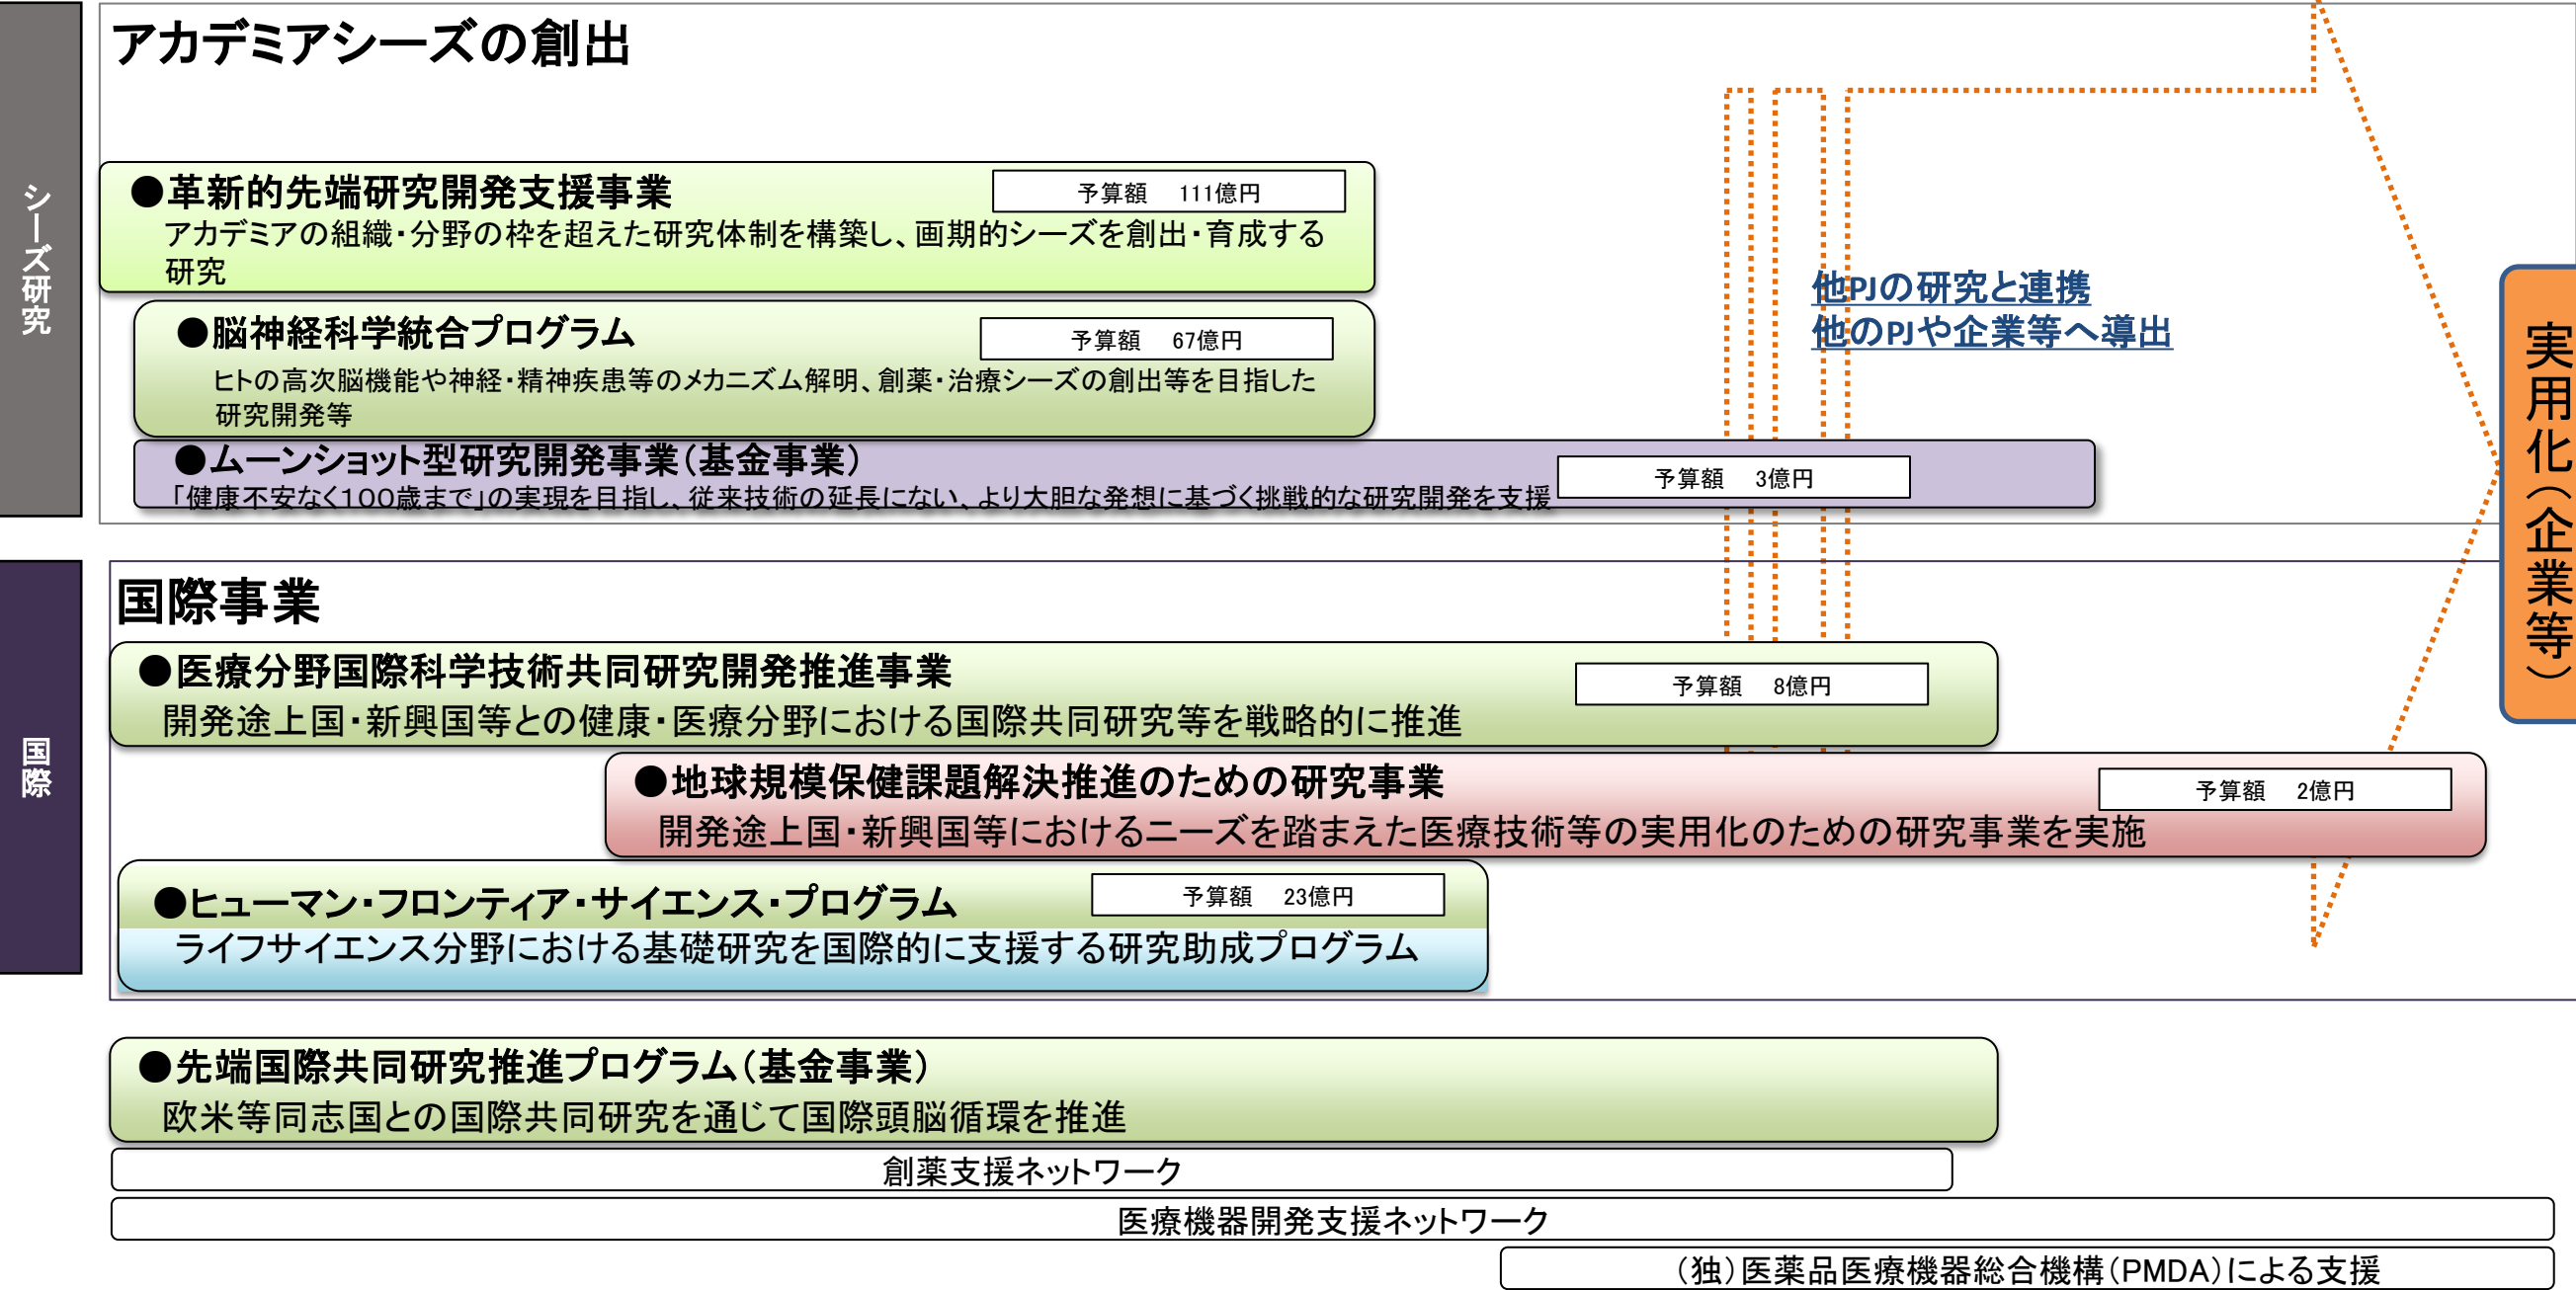 シーズ研究
アカデミアシーズの創出
●革新的先端研究開発支援事業
予算額　111億円
アカデミアの組織・分野の枠を超えた研究体制を構築し、画期的シーズを創出・育成する
研究
●脳神経科学統合プログラム
予算額　67億円
ヒトの高次脳機能や神経・精神疾患等のメカニズム解明、創薬・治療シーズの創出等を目指した
研究開発等
他PJの研究と連携
他のPJや企業等へ導出
●ムーンショット型研究開発事業（基金事業）
予算額　3億円
「健康不安なく100歳まで」の実現を目指し、従来技術の延長にない、より大胆な発想に基づく挑戦的な研究開発を支援
実用化（企業等）
国際
国際事業
●医療分野国際科学技術共同研究開発推進事業
予算額　8億円
開発途上国・新興国等との健康・医療分野における国際共同研究等を戦略的に推進
●地球規模保健課題解決推進のための研究事業
予算額　2億円
開発途上国・新興国等におけるニーズを踏まえた医療技術等の実用化のための研究事業を実施
●ヒューマン・フロンティア・サイエンス・プログラム
予算額　23億円
ライフサイエンス分野における基礎研究を国際的に支援する研究助成プログラム
●先端国際共同研究推進プログラム（基金事業）
欧米等同志国との国際共同研究を通じて国際頭脳循環を推進
創薬支援ネットワーク
医療機器開発支援ネットワーク
（独）医薬品医療機器総合機構（PMDA）による支援